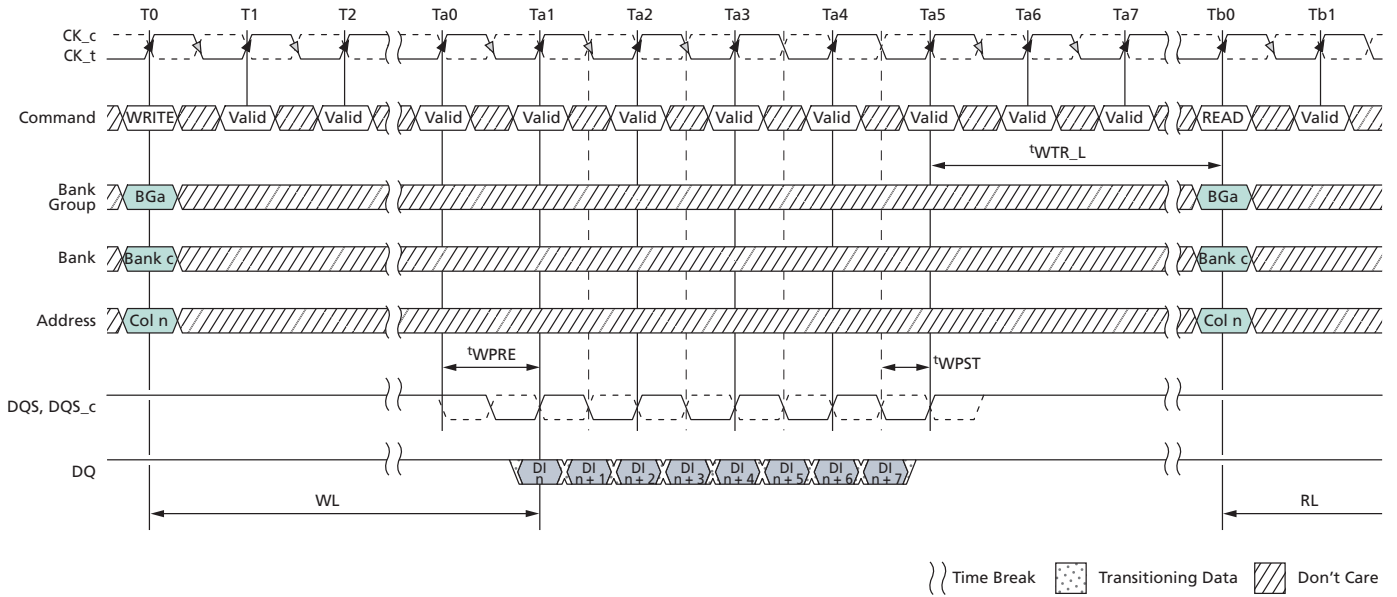 T0 T1 T2 Ta0 Ta1 Ta2 Ta3 Ta4 Ta5 Ta6 Ta7 Tb0 Tb1
CK_c
CK_t
Command WRITE Valid Valid Valid Valid Valid Valid Valid Valid Valid Valid READ Valid
tWTR_L
Bank
Group BGa BGa
Bank Bank c Bank c
Address Col n Col n
tWPRE tWPST
DQS, DQS_c
DQ DI DI DI DI DI DI DI DI
n n + 1 n + 2 n + 3 n + 4 n + 5 n + 6 n + 7
WL RL
Time Break Transitioning Data Don't Care